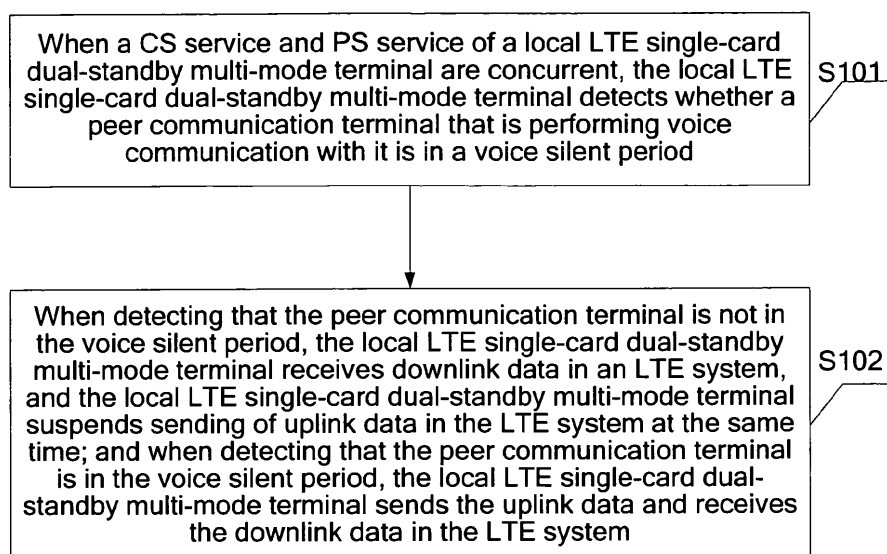 When a CS service and PS service of a local LTE single-card
dual-standby multi-mode terminal are concurrent, the local LTE
single-card dual-standby multi-mode terminal detects whether a
peer communication terminal that is performing voice
communication with it is in a voice silent period
S101
When detecting that the peer communication terminal is not in
the voice silent period, the local LTE single-card dual-standby
multi-mode terminal receives downlink data in an LTE system,
and the local LTE single-card dual-standby multi-mode terminal
suspends sending of uplink data in the LTE system at the same
time; and when detecting that the peer communication terminal
is in the voice silent period, the local LTE single-card dual-
standby multi-mode terminal sends the uplink data and receives
the downlink data in the LTE system
S102